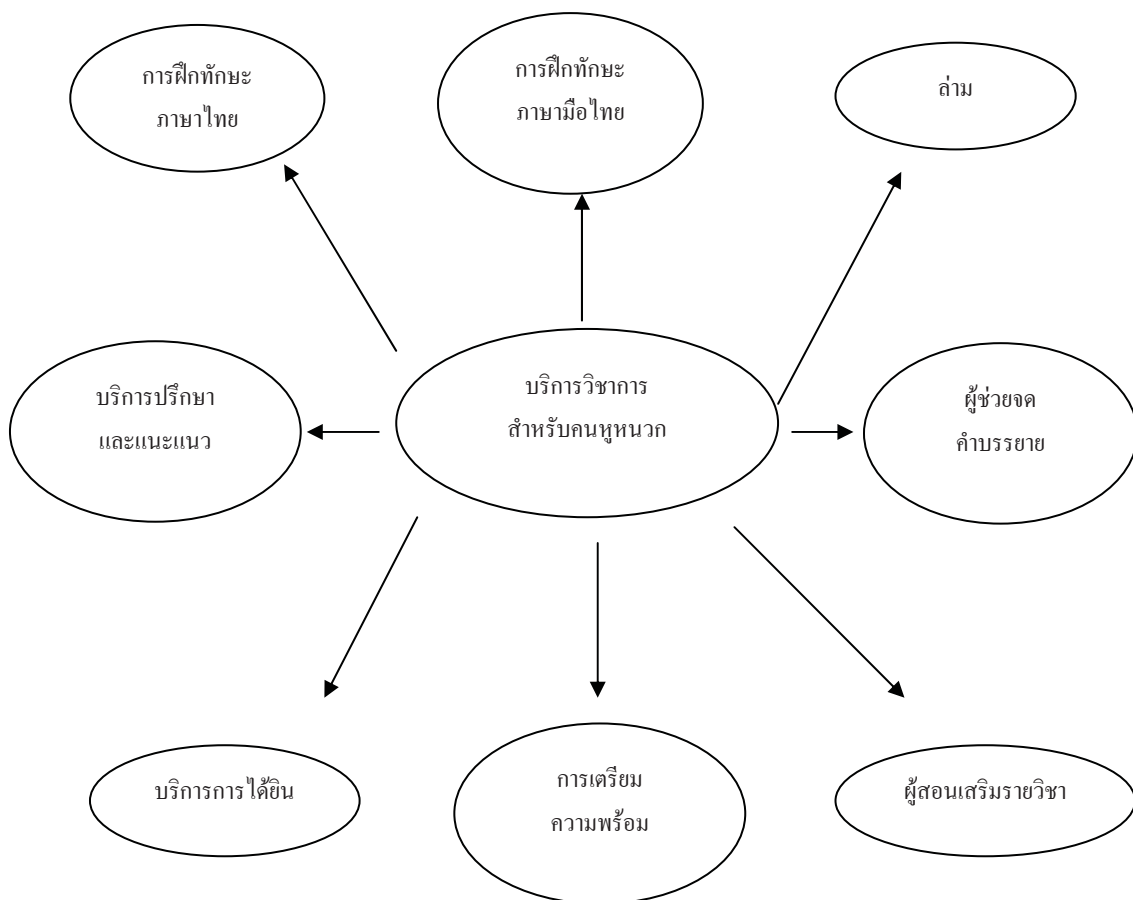 การฝึกทักษะ
ภาษาไทย
การฝึกทักษะ
ภาษามือไทย
ล่าม
บริการปรึกษา
และแนะแนว
บริการวิชาการ
สำหรับคนหูหนวก
ผู้ช่วยจด
คำบรรยาย
บริการการได้ยิน
การเตรียม
ความพร้อม
ผู้สอนเสริมรายวิชา